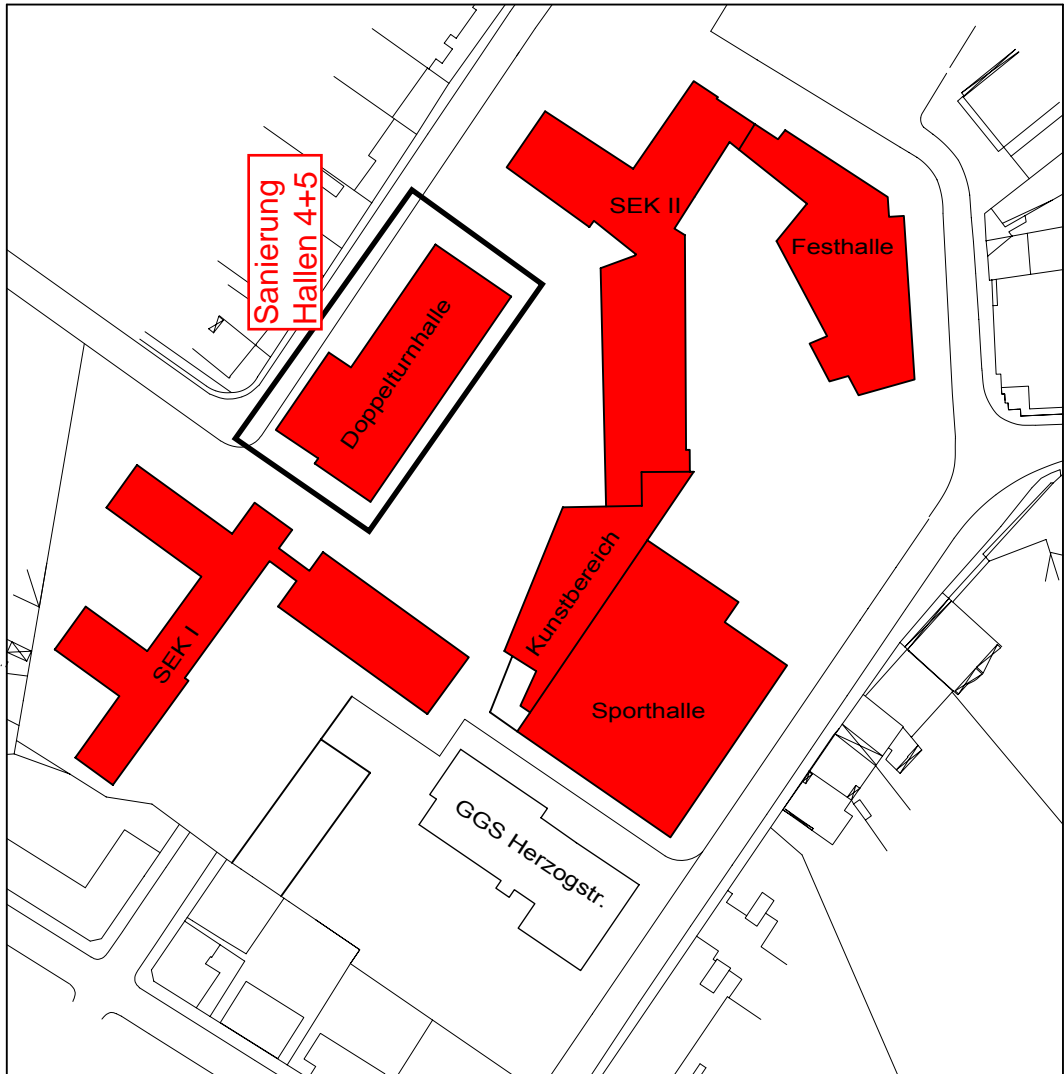 Sanierung
Hallen 4+5
SEK II
Festhalle
Doppelturnhalle
Kunstbereich
SEK I
Sporthalle
GGS Herzogstr.